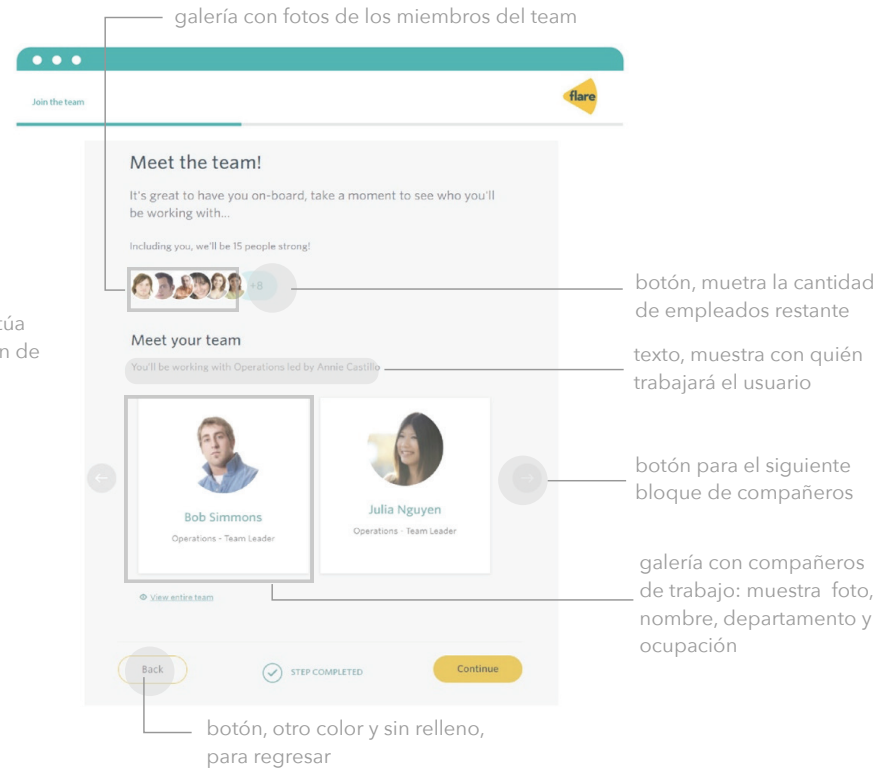 galería con fotos de los miembros del team
Join the team
flare
Meet the team!
It's great to have you on-board, take a moment to see who you'll
be working with...
Including you, we'll be 15 people strong!
+8
botón, muetra la cantidad
de empleados restante
túa
n de
Meet your team
You'll be working with Operations led by Annie Castillo
texto, muestra con quién
trabajará el usuario
botón para el siguiente
bloque de compañeros
Bob Simmons
Operations - Team Leader
Julia Nguyen
Operations - Team Leader
galería con compañeros
de trabajo: muestra foto,
nombre, departamento y
ocupación
View entire team
Back
STEP COMPLETED
Continue
botón, otro color y sin relleno,
para regresar